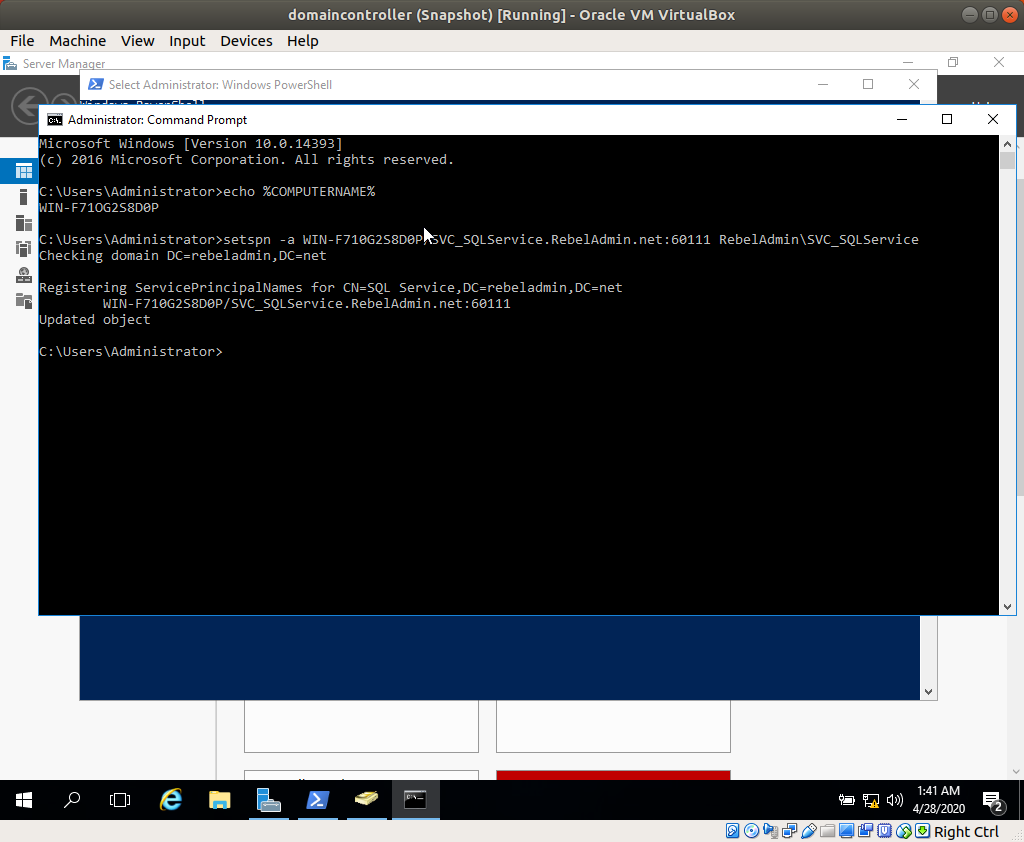 domaincontroller (Snapshot) [Running] - Oracle VM VirtualBox
File Machine View Input Devices Help
Server Manager
Select Administrator: Windows PowerShell
Windows PowerShell
Administrator: Command Prompt
Microsoft Windows [Version 10.0.14393]
(c) 2016 Microsoft Corporation. All rights reserved.
C:\Users\Administrator>echo %COMPUTERNAME%
WIN-F71OG2S8D0P
C:\Users\Administrator>setspn -a WIN-F710G2S8D0P/SVC_SQLService.RebelAdmin.net:60111 RebelAdmin\SVC_SQLService
Checking domain DC=rebeladmin,DC=net
Registering ServicePrincipalNames for CN=SQL Service,DC=rebeladmin,DC=net
WIN-F710G2S8D0P/SVC_SQLService.RebelAdmin.net:60111
Updated object
C:\Users\Administrator>
1:41 AM
4/28/2020
2
Right Ctrl